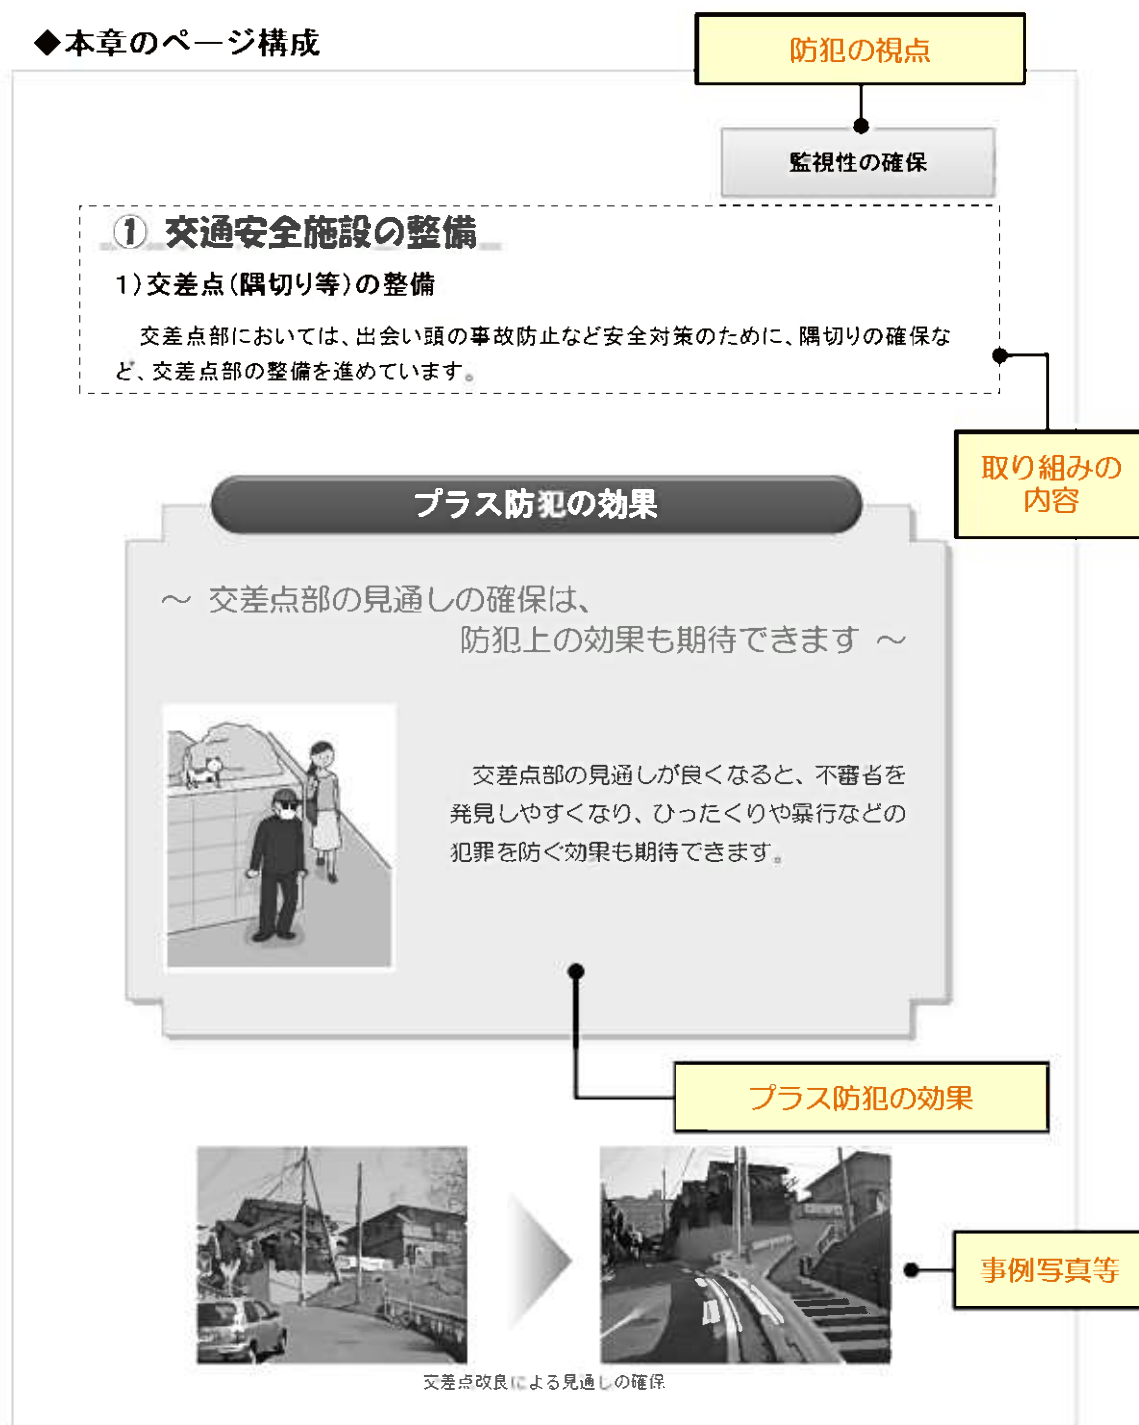 ◆本章のページ構成
防犯の視点
監視性の確保
① 交通安全施設の整備
1)交差点(隅切り等)の整備
交差点部においては、出会い頭の事故防止など安全対策のために、隅切りの確保な
ど、交差点部の整備を進めています。
取り組みの
内容
プラス防犯の効果
～ 交差点部の見通しの確保は、
防犯上の効果も期待できます ～
交差点部の見通しが良くなると、不審者を
発見しやすくなり、ひったくりや暴行などの
犯罪を防ぐ効果も期待できます。
プラス防犯の効果
事例写真等
交差点改良による見通しの確保